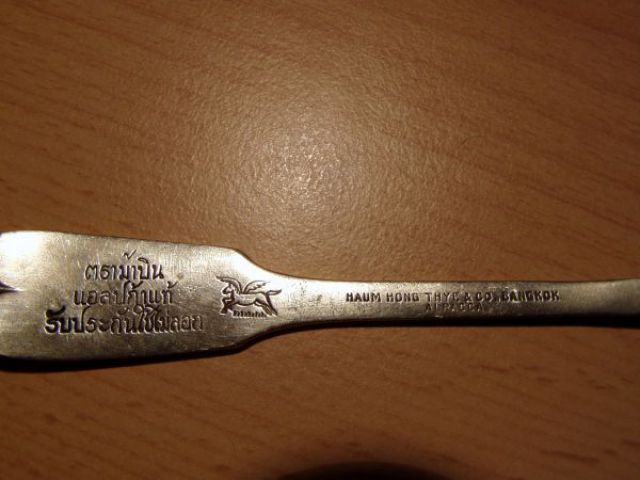 ตราม้าบิน
แอลปก้าแท้
รับประกันใช้ไม่ลอก
HAUM HONG THYE & CO., BANGKOK
ALPACCA